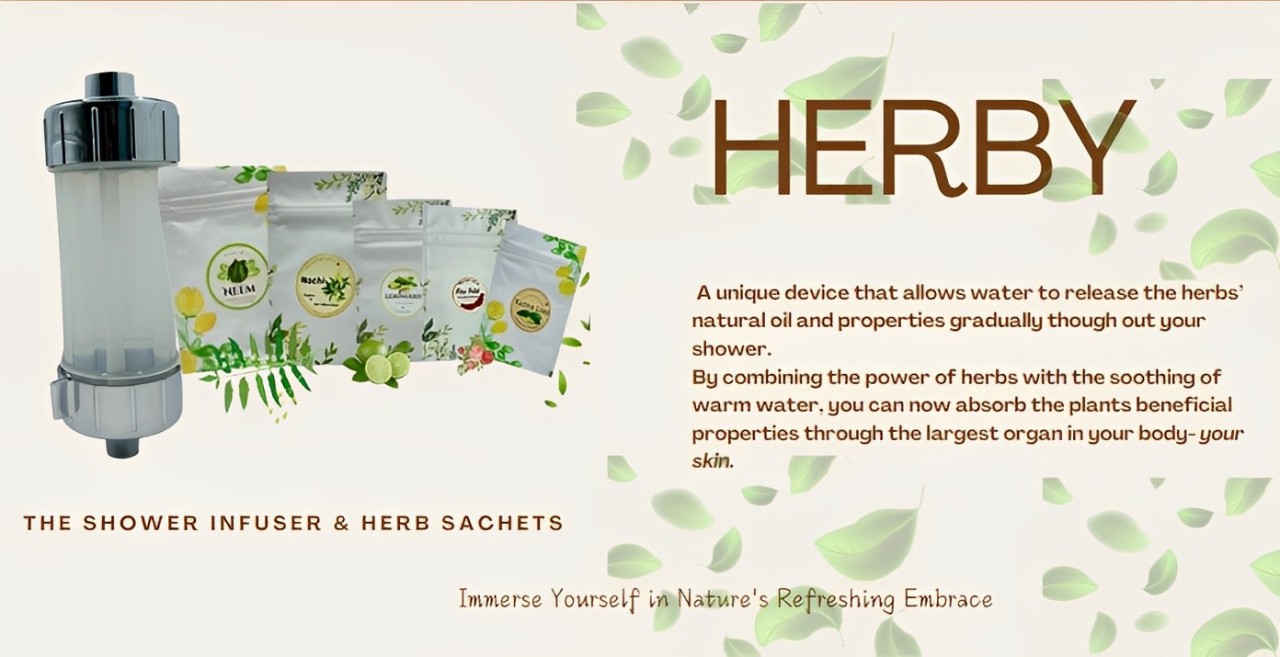 HERBY
NEEM
Machi
A unique device that allows water to release the herbs’
natural oil and properties gradually though out your
shower.
By combining the power of herbs with the soothing of
warm water, you can now absorb the plants beneficial
properties through the largest organ in your body- your
skin.
THE SHOWER INFUSER & HERB SACHETS
Immerse Yourself in Nature's Refreshing Embrace